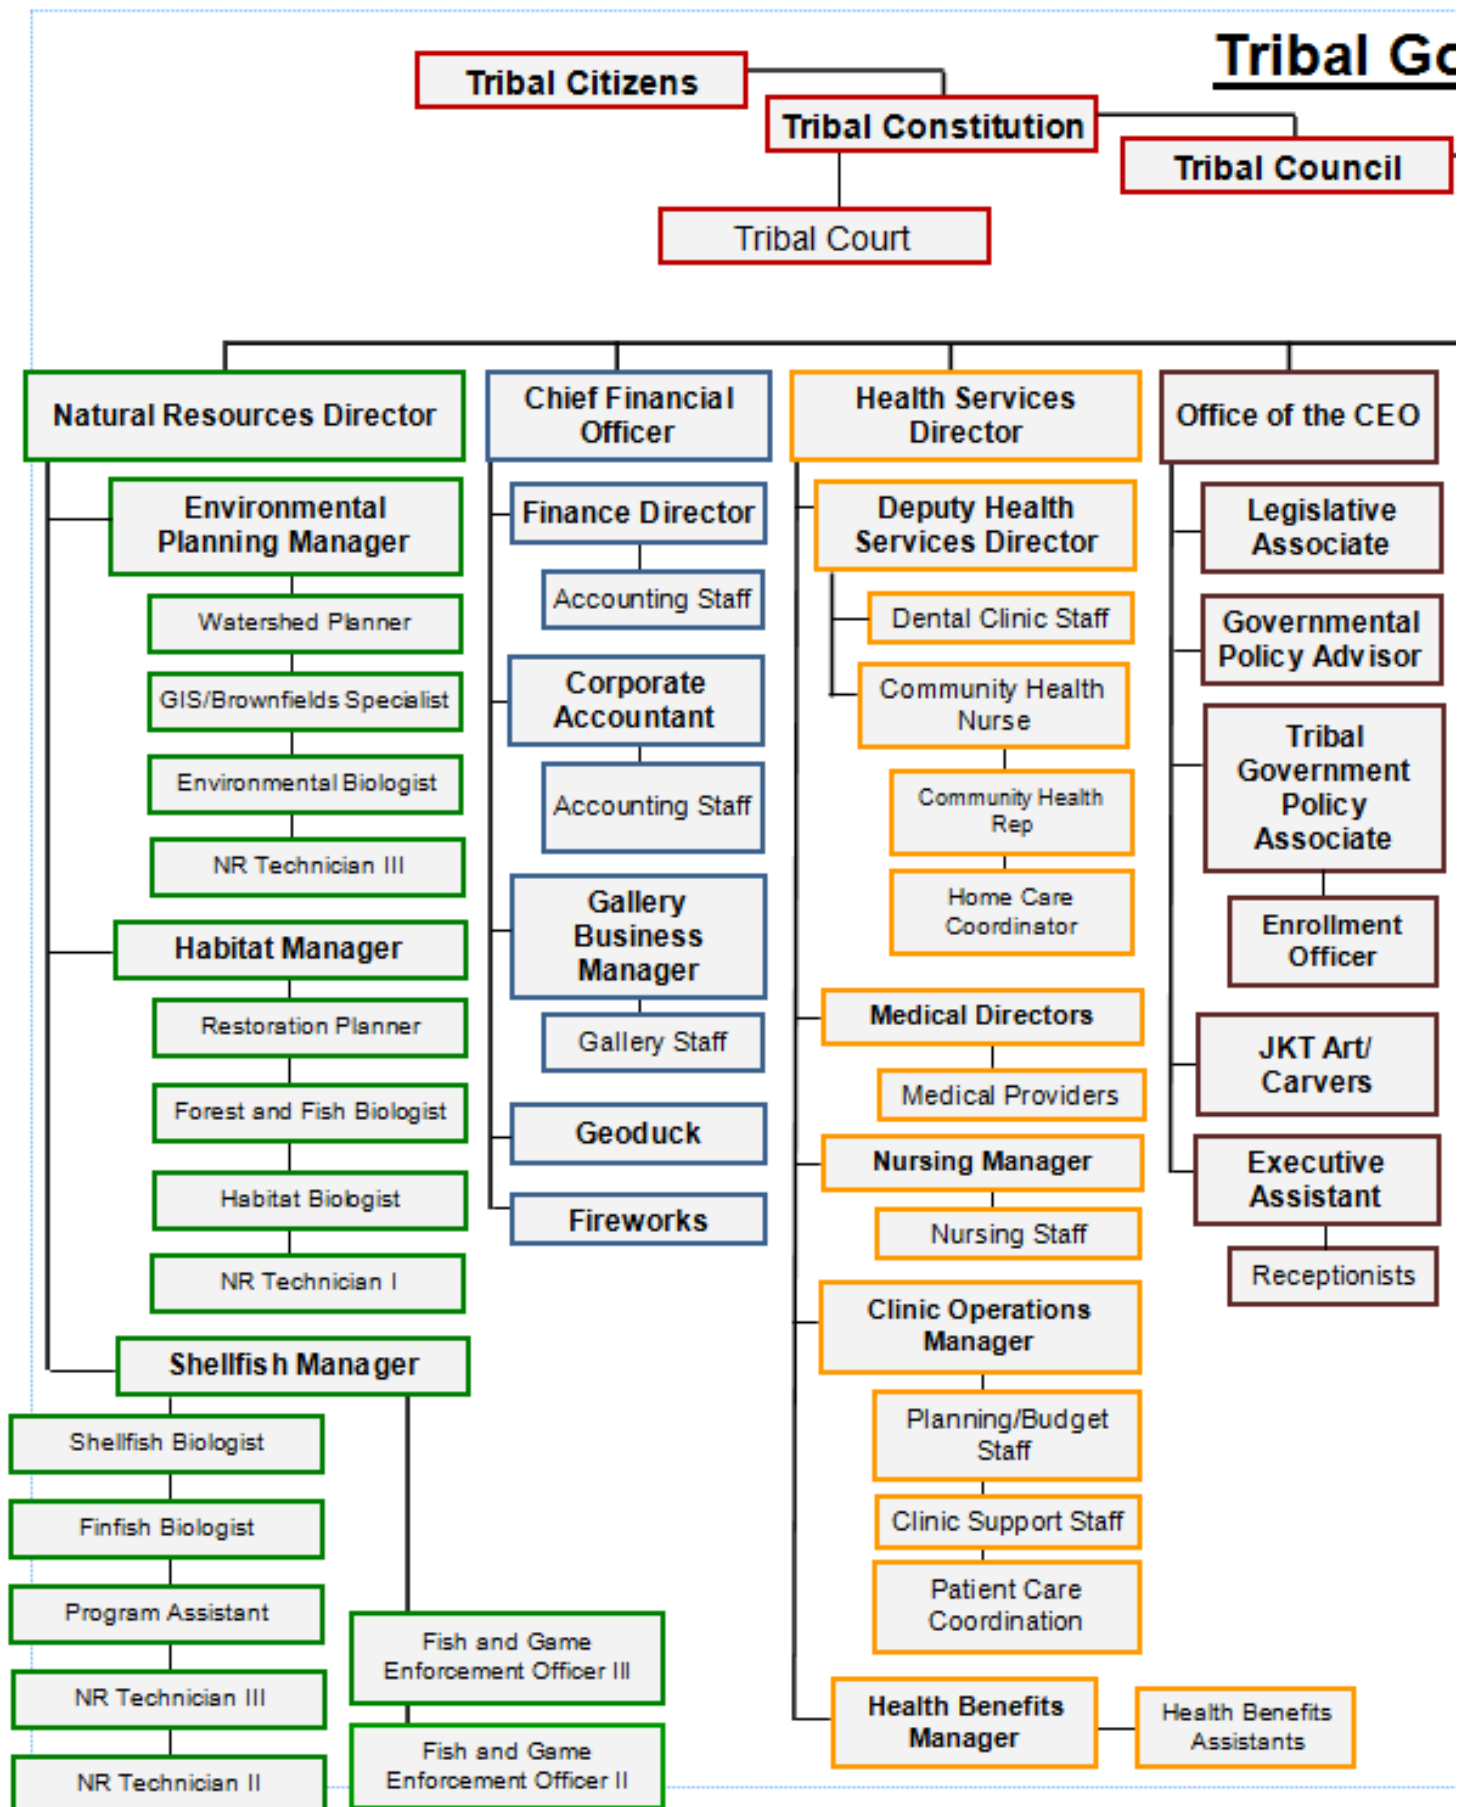 Tribal Go
Tribal Citizens
Tribal Constitution
Tribal Council
Tribal Court
Natural Resources Director
Environmental
Planning Manager
Watershed Planner
GIS/Brownfields Specialist
Environmental Biologist
NR Technician III
Habitat Manager
Restoration Planner
Forest and Fish Biologist
Habitat Biologist
NR Technician I
Shellfish Manager
Shellfish Biologist
Finfish Biologist
Program Assistant
NR Technician III
NR Technician II
Fish and Game
Enforcement Officer III
Fish and Game
Enforcement Officer II
Chief Financial
Officer
Finance Director
Accounting Staff
Corporate
Accountant
Accounting Staff
Gallery
Business
Manager
Gallery Staff
Geoduck
Fireworks
Health Services
Director
Deputy Health
Services Director
Dental Clinic Staff
Community Health
Nurse
Community Health
Rep
Home Care
Coordinator
Medical Directors
Medical Providers
Nursing Manager
Nursing Staff
Clinic Operations
Manager
Planning/Budget
Staff
Clinic Support Staff
Patient Care
Coordination
Health Benefits
Manager
Health Benefits
Assistants
Office of the CEO
Legislative
Associate
Governmental
Policy Advisor
Tribal
Government
Policy
Associate
Enrollment
Officer
JKT Art/
Carvers
Executive
Assistant
Receptionists